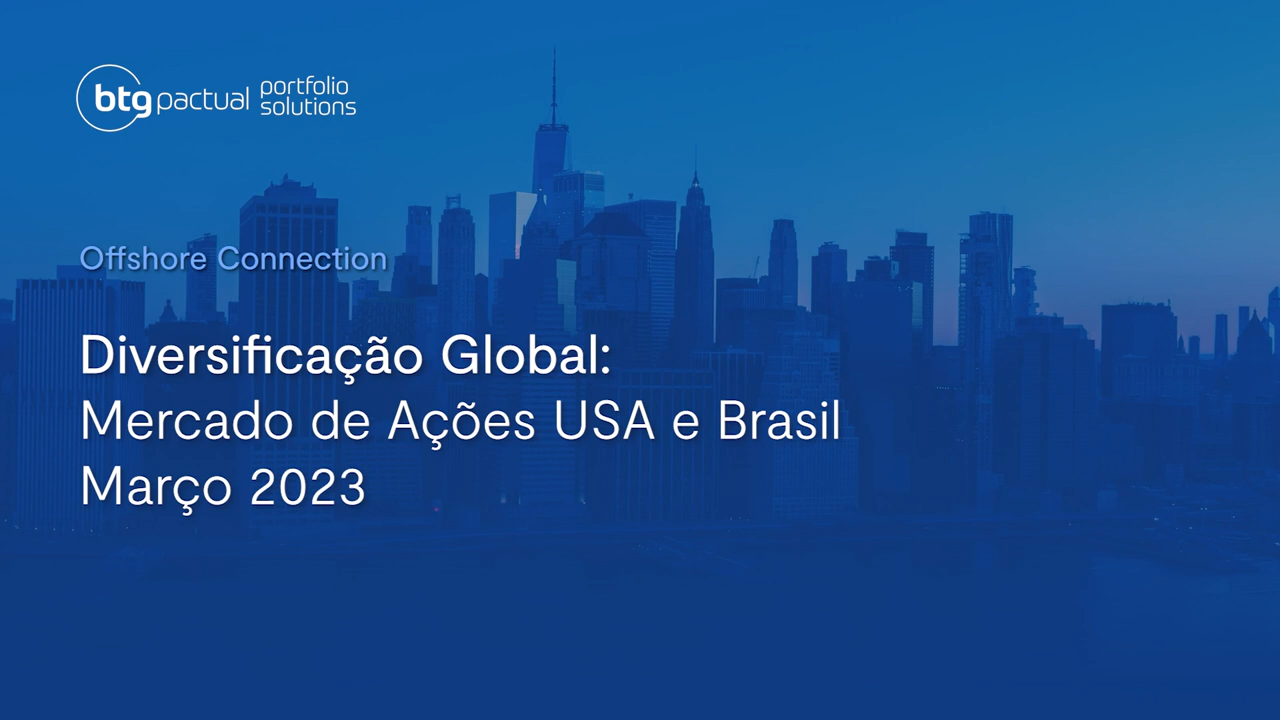 btg pactual portfolio solutions
Offshore Connection
Diversificação Global:
Mercado de Ações USA e Brasil
Março 2023